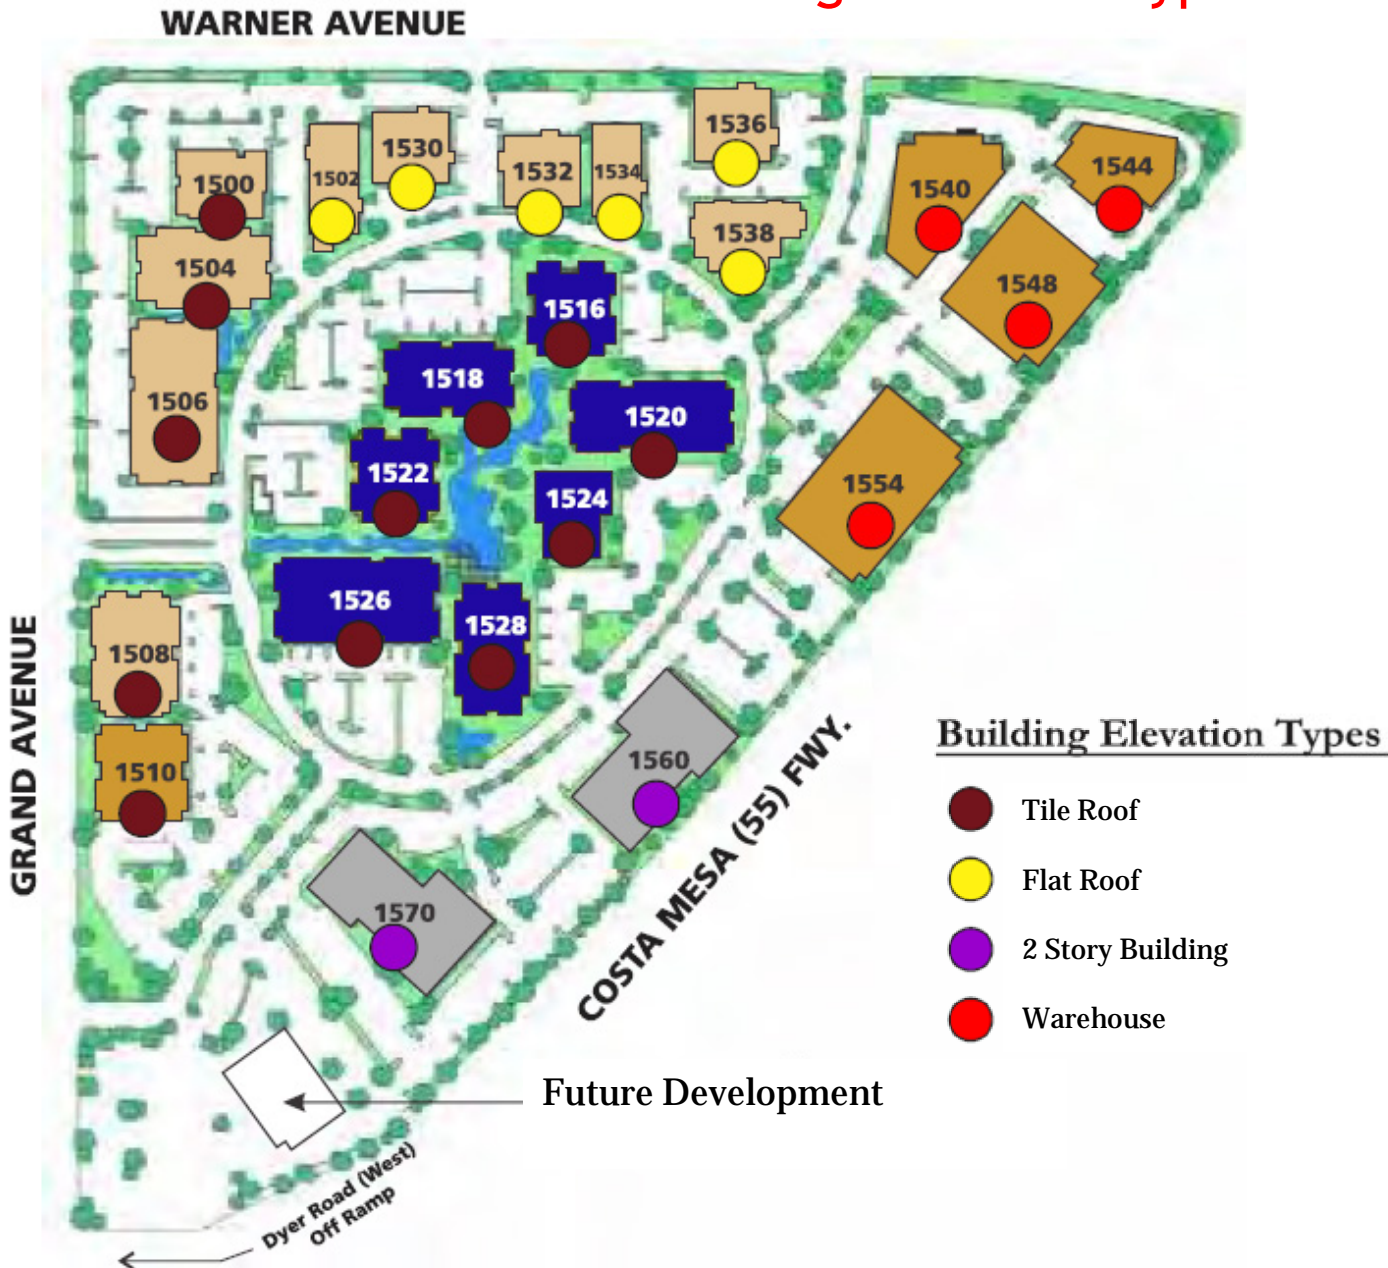 WARNER AVENUE
1536
1530
1532
1534
1502
1500
1544
1540
1538
1504
1548
1516
1518
1506
1520
1522
1554
1524
1526
1528
1508
GRAND AVENUE
1510
1560
1570
COSTA MESA (55) FWY.
Building Elevation Types
Tile Roof
Flat Roof
2 Story Building
Warehouse
Future Development
Dyer Road (West)
Off Ramp